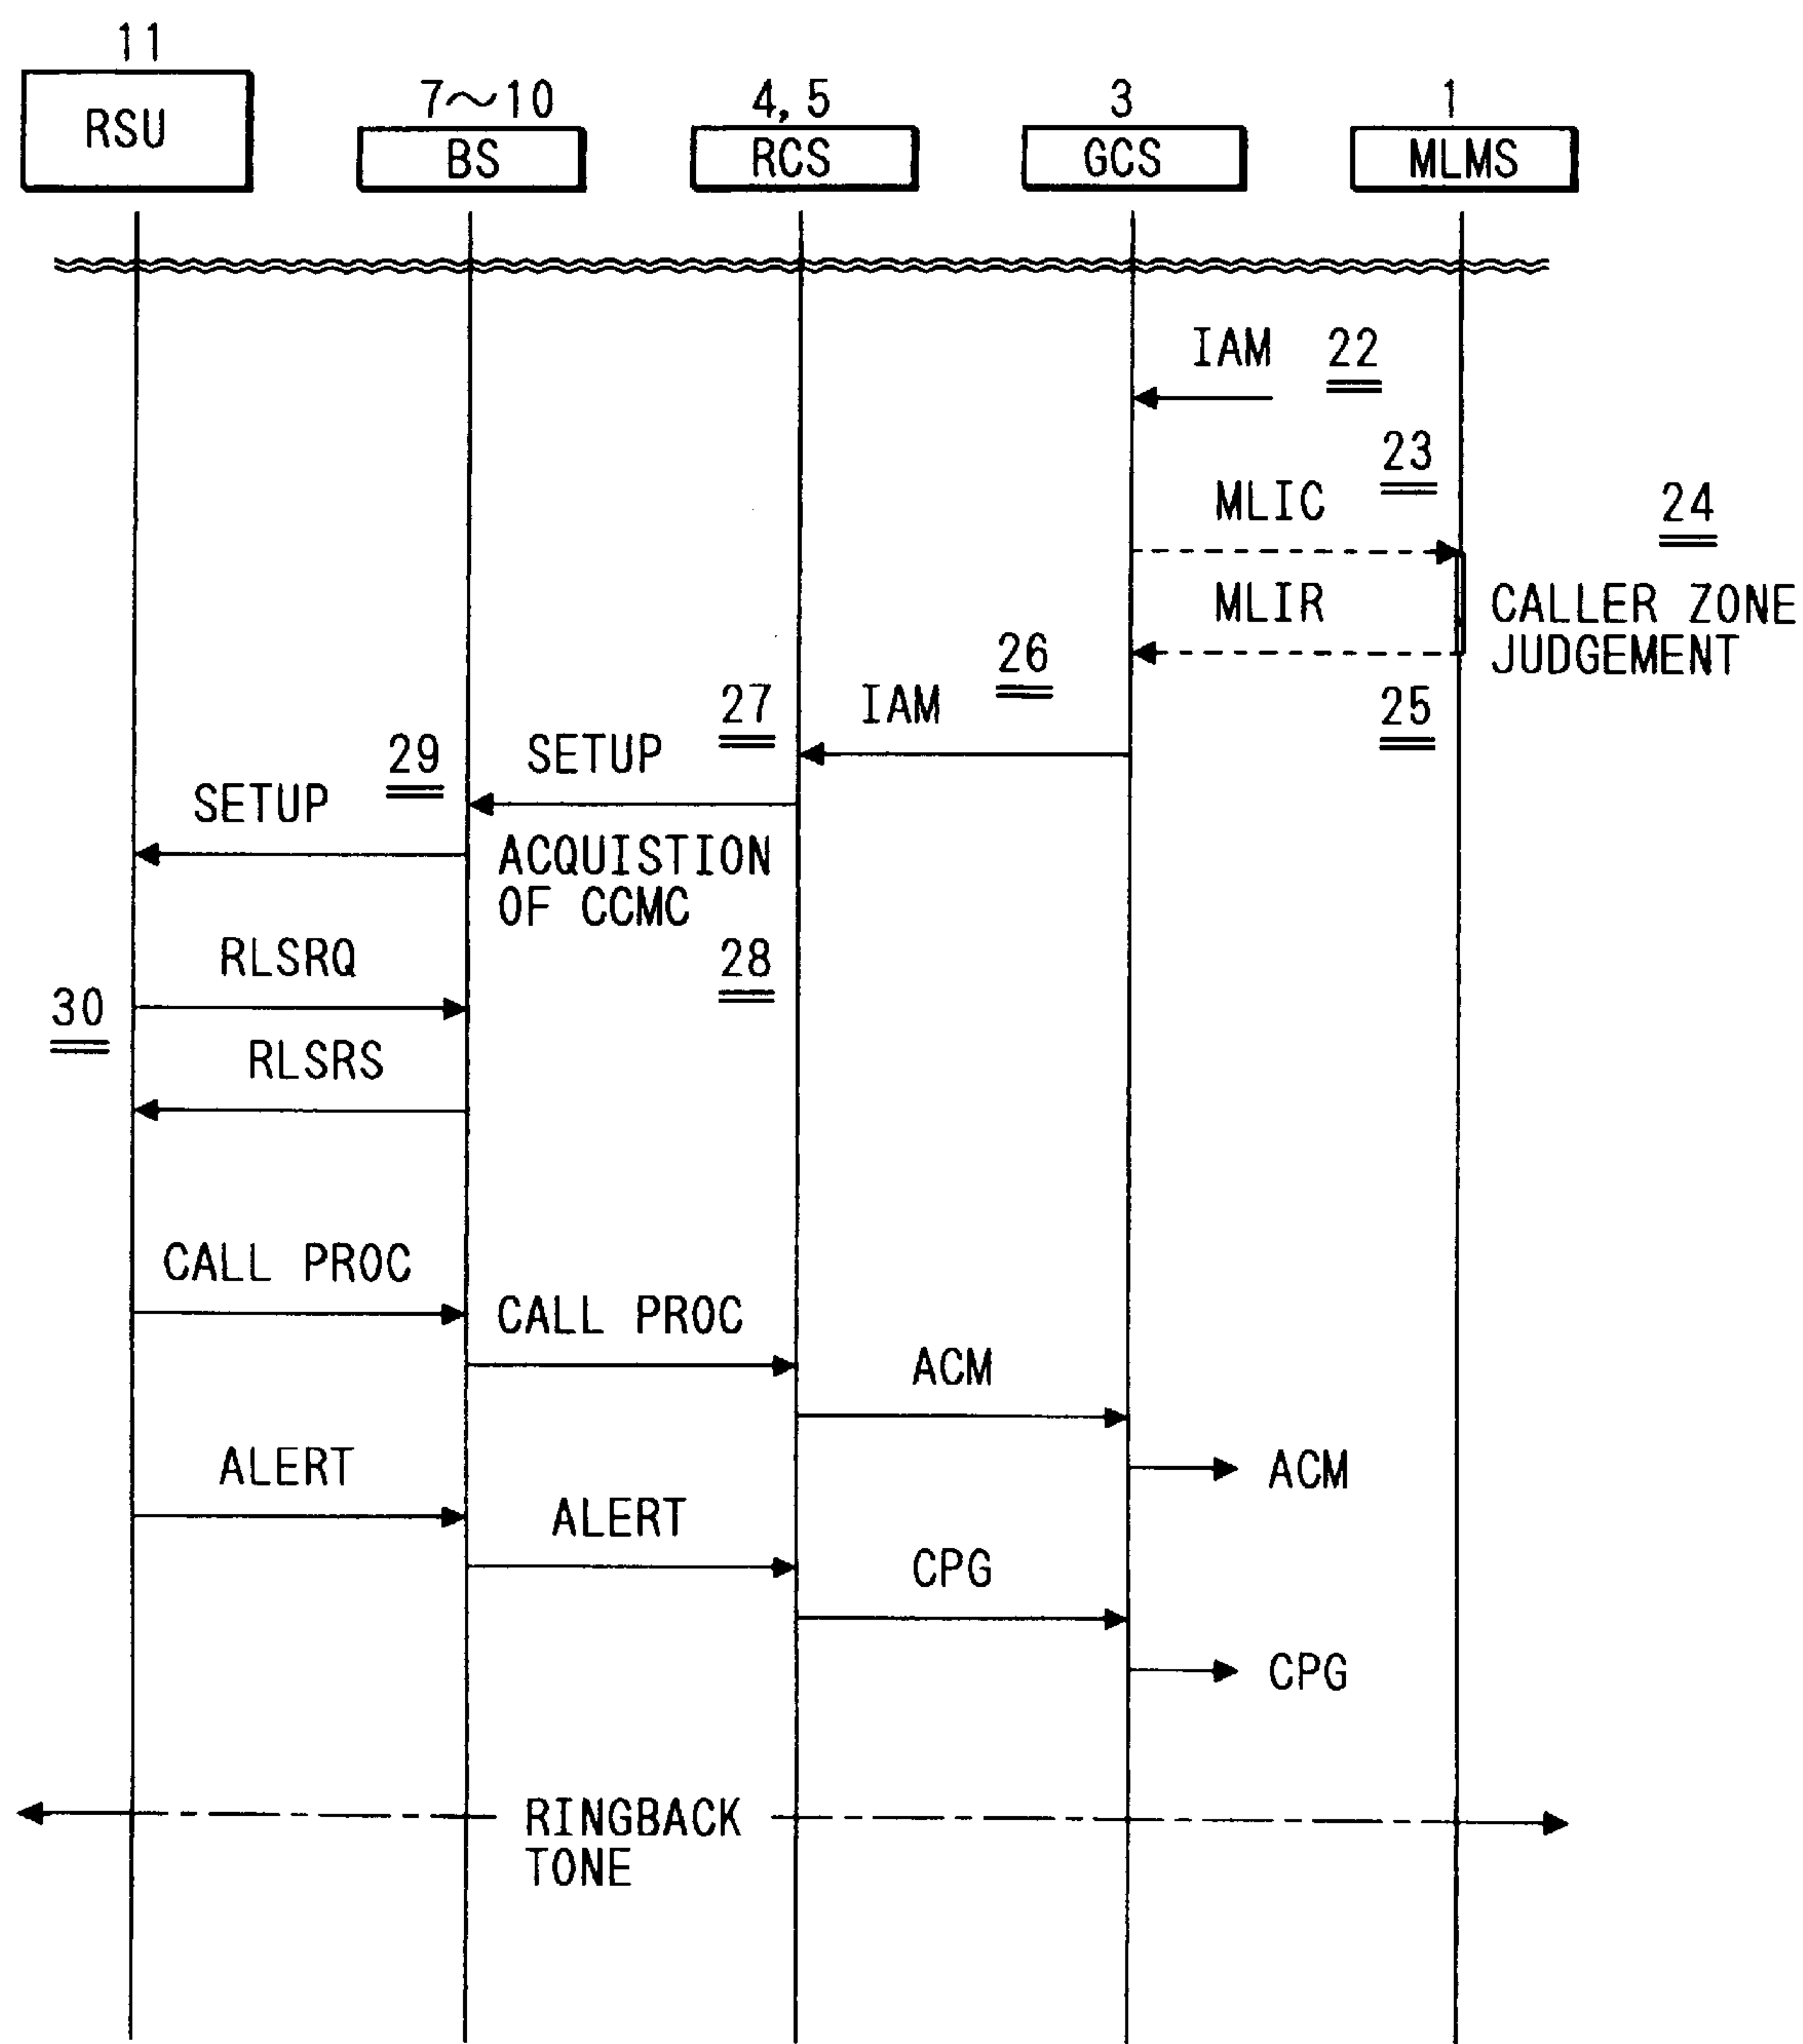 11
7〜10
4,5
3
1
RSU
BS
RCS
GCS
MLMS
IAM 22
23
MLIC
24
MLIR
CALLER ZONE
JUDGEMENT
26
27
IAM
25
29
SETUP
SETUP
ACQUISTION
OF CCMC
RLSRQ
28
30
RLSRS
CALL PROC
CALL PROC
ACM
ALERT
ACM
ALERT
CPG
CPG
RINGBACK
TONE